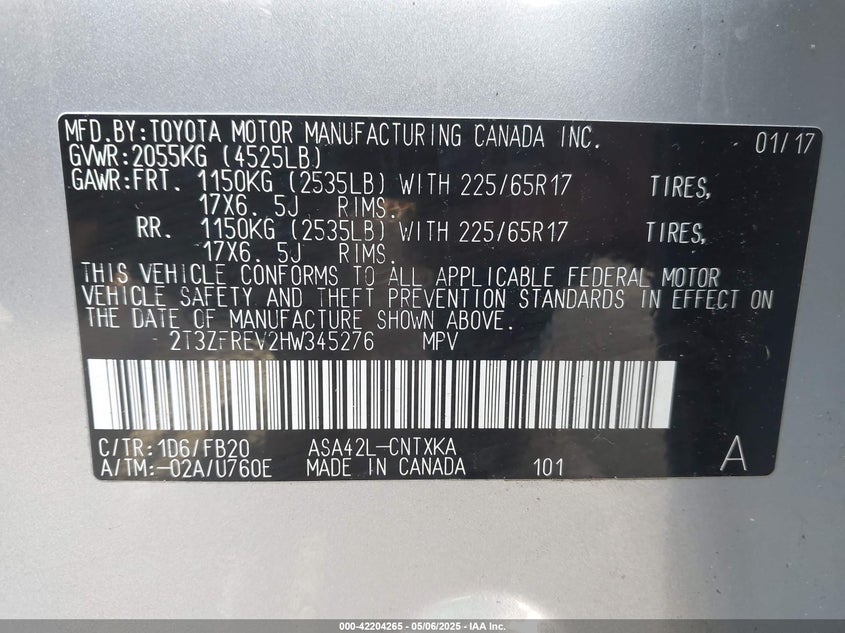 MFD.BY:TOYOTA MOTOR MANUFACTURING CANADA INC. 01/17
GVWR:2055KG (4525LB)
GAWR:FRT. 1150KG (2535LB) WITH 225/65R17 TIRES,
17X6. 5J RIMS.
RR. 1150KG (2535LB) WITH 225/65R17 TIRES,
17X6. 5J RIMS.
THIS VEHICLE CONFORMS TO ALL APPLICABLE FEDERAL MOTOR
VEHICLE SAFETY AND THEFT PREVENTION STANDARDS IN EFFECT ON
THE DATE OF MANUFACTURE SHOWN ABOVE.
2T3ZFREV2HW345276 MPV
C/TR:1D6/FB20 ASA42L-CNTXKA
A/TM:-02A/U760E MADE IN CANADA 101 A
000-42204265 - 05/06/2025 - IAA Inc.